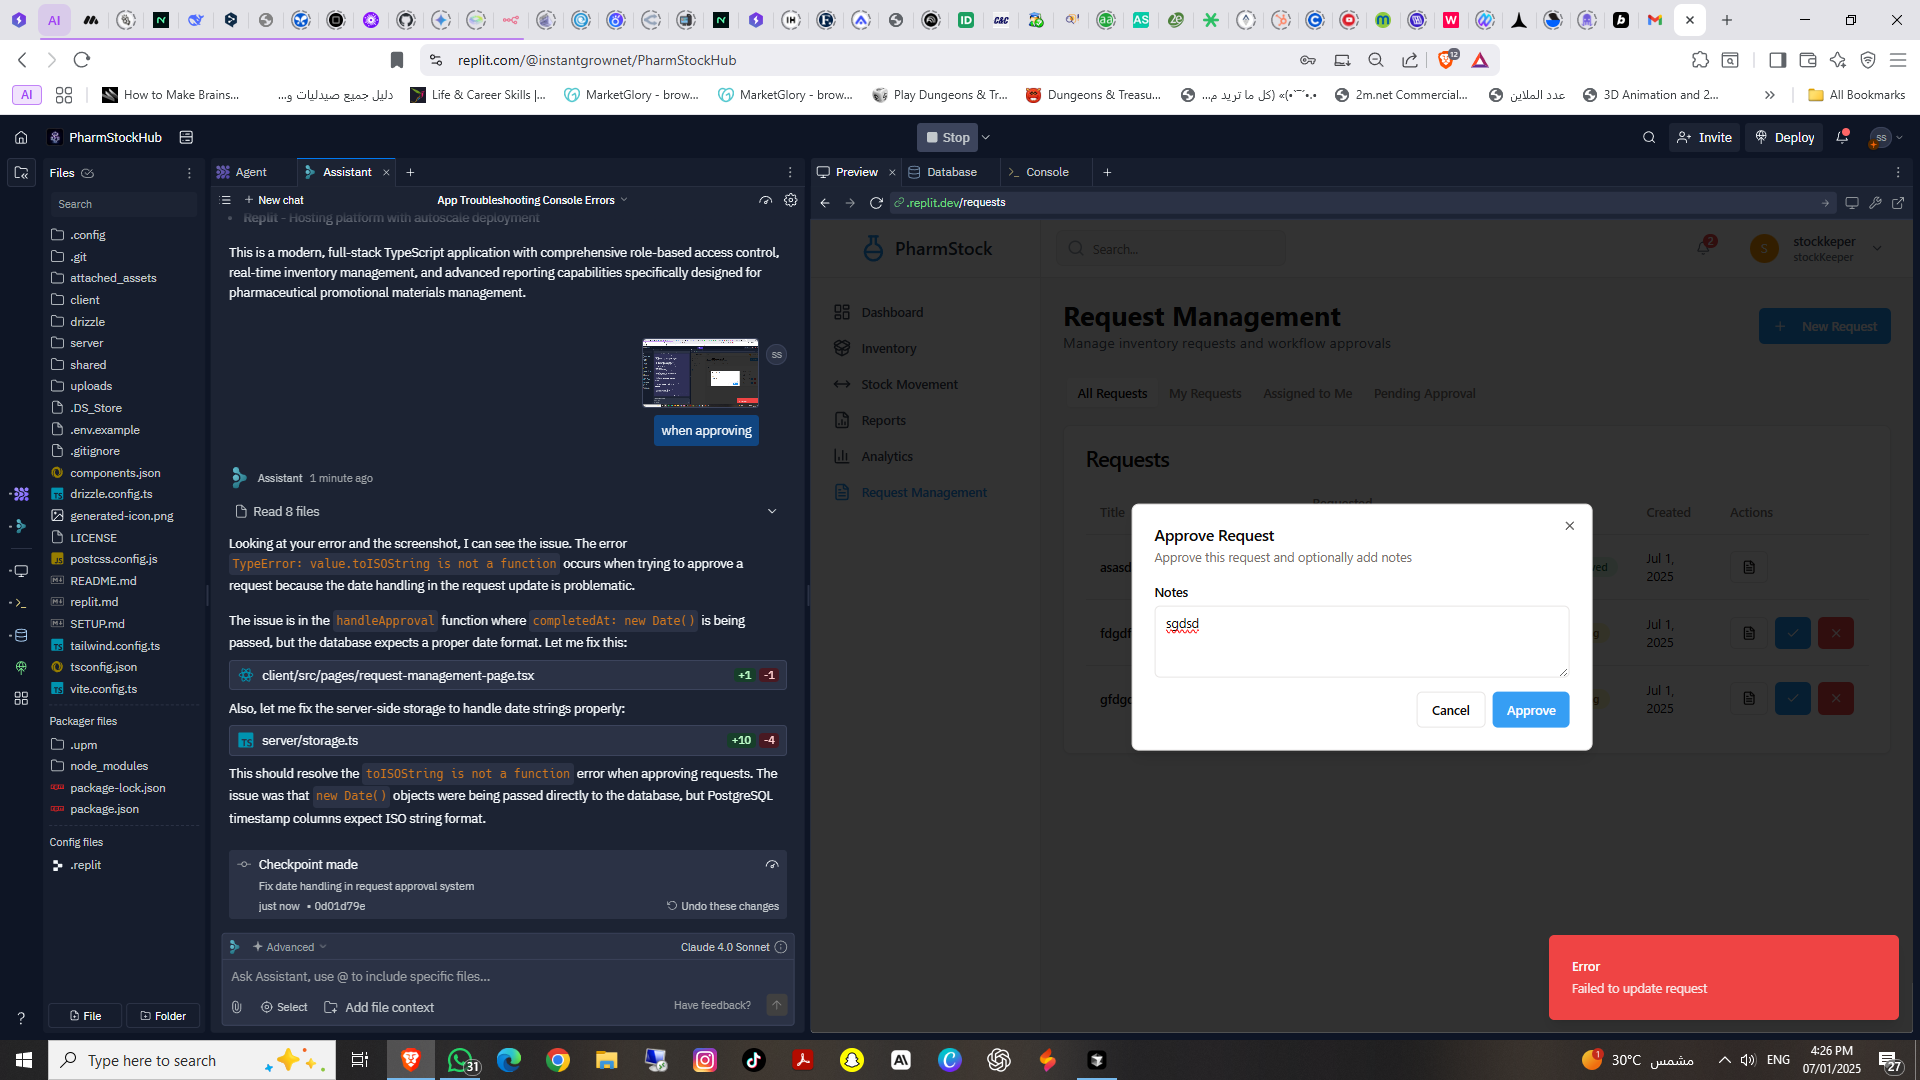 AI
replit.com/@instantgrownet/PharmStockHub
12
AI
How to Make Brains...
دليل جميع صيدليات و...
Life & Career Skills |...
MarketGlory - brow...
MarketGlory - brow...
Play Dungeons & Tr...
Dungeons & Treasu...
2m.net Commercial...
عدد الملاين
3D Animation and 2...
All Bookmarks
PharmStockHub
Stop
Invite
Deploy
SS
Files
Search
.config
.git
attached_assets
client
drizzle
server
shared
uploads
.DS_Store
.env.example
.gitignore
components.json
drizzle.config.ts
generated-icon.png
LICENSE
postcss.config.js
README.md
replit.md
SETUP.md
tailwind.config.ts
tsconfig.json
vite.config.ts
Packager files
.upm
node_modules
package-lock.json
package.json
Config files
.replit
File
Folder
Agent
Assistant
New chat
App Troubleshooting Console Errors
Replit - Hosting platform with autoscale deployment
This is a modern, full-stack TypeScript application with comprehensive role-based access control,
real-time inventory management, and advanced reporting capabilities specifically designed for
pharmaceutical promotional materials management.
SS
when approving
Assistant 1 minute ago
Read 8 files
Looking at your error and the screenshot, I can see the issue. The error
TypeError: value.toISOString is not a function occurs when trying to approve a
request because the date handling in the request update is problematic.
The issue is in the handleApproval function where completedAt: new Date() is being
passed, but the database expects a proper date format. Let me fix this:
client/src/pages/request-management-page.tsx +1 -1
Also, let me fix the server-side storage to handle date strings properly:
server/storage.ts +10 -4
This should resolve the toISOString is not a function error when approving requests. The
issue was that new Date() objects were being passed directly to the database, but PostgreSQL
timestamp columns expect ISO string format.
Checkpoint made
Fix date handling in request approval system
just now • 0d01d79e
Undo these changes
Advanced
Claude 4.0 Sonnet
Ask Assistant, use @ to include specific files...
Select
Add file context
Have feedback?
Preview
Database
Console
.replit.dev/requests
PharmStock
Search...
2
S
stockkeeper
stockKeeper
Dashboard
Inventory
Stock Movement
Reports
Analytics
Request Management
Request Management
Manage inventory requests and workflow approvals
New Request
All Requests
My Requests
Assigned to Me
Pending Approval
Requests
Title
Requested
Created
Actions
Jul 1,
2025
Jul 1,
2025
Jul 1,
2025
Approve Request
Approve this request and optionally add notes
Notes
sgdsd
Cancel
Approve
Error
Failed to update request
Type here to search
31
30°C مشمس
ENG
4:26 PM
07/01/2025
27